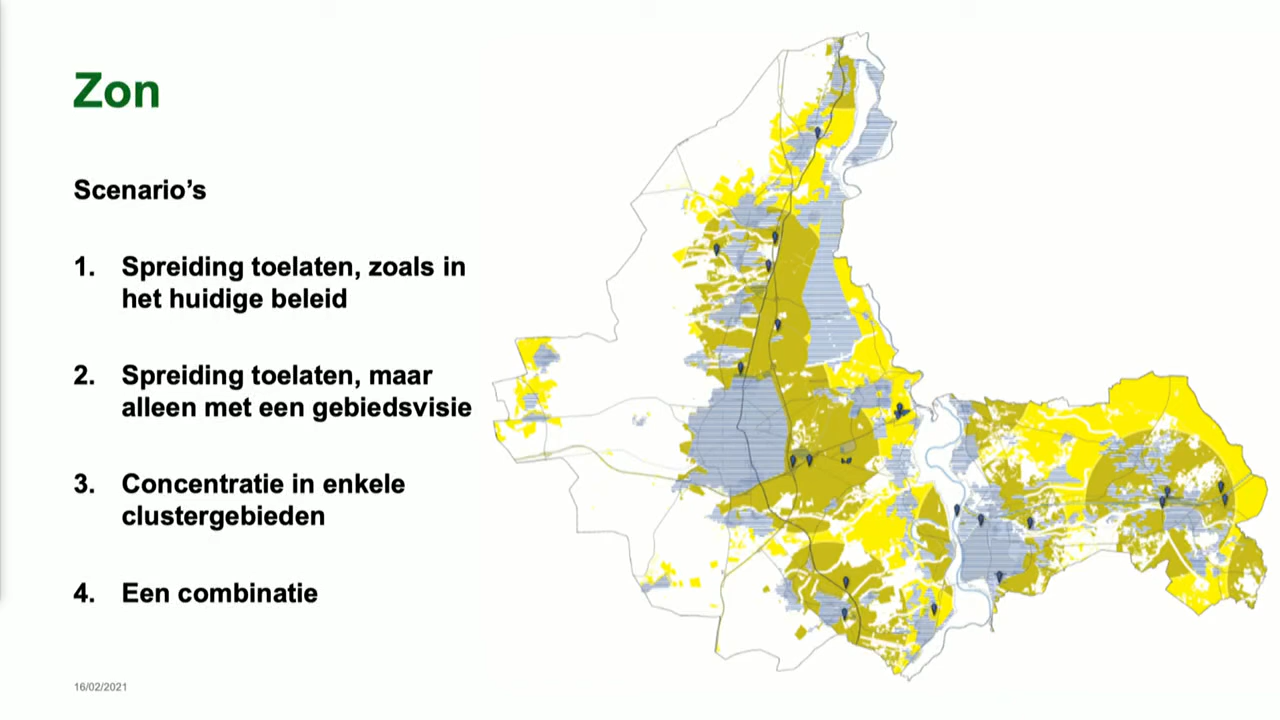 Zon
Scenario’s
1. Spreiding toelaten, zoals in
het huidige beleid
2. Spreiding toelaten, maar
alleen met een gebiedsvisie
3. Concentratie in enkele
clustergebieden
4. Een combinatie
16/02/2021